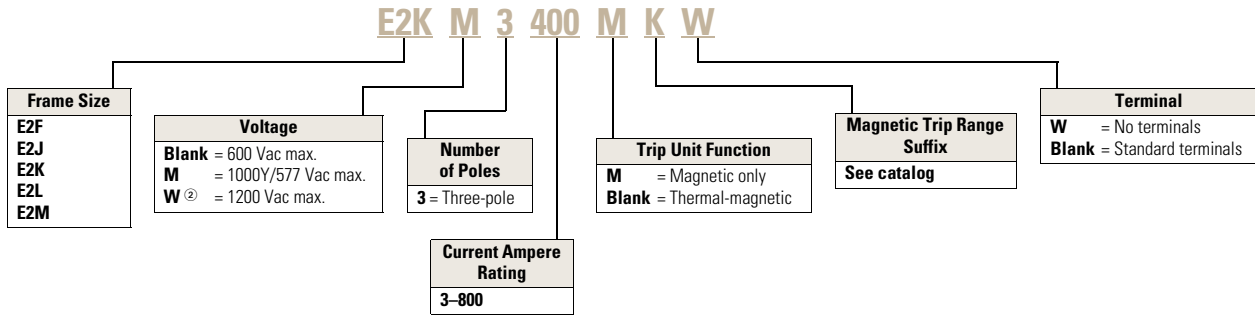 E2K M 3 400 M K W
Frame Size
E2F
E2J
E2K
E2L
E2M
Voltage
Blank = 600 Vac max.
M = 1000Y/577 Vac max.
W ② = 1200 Vac max.
Number
of Poles
3 = Three-pole
Current Ampere
Rating
3–800
Trip Unit Function
M = Magnetic only
Blank = Thermal-magnetic
Magnetic Trip Range
Suffix
See catalog
Terminal
W = No terminals
Blank = Standard terminals